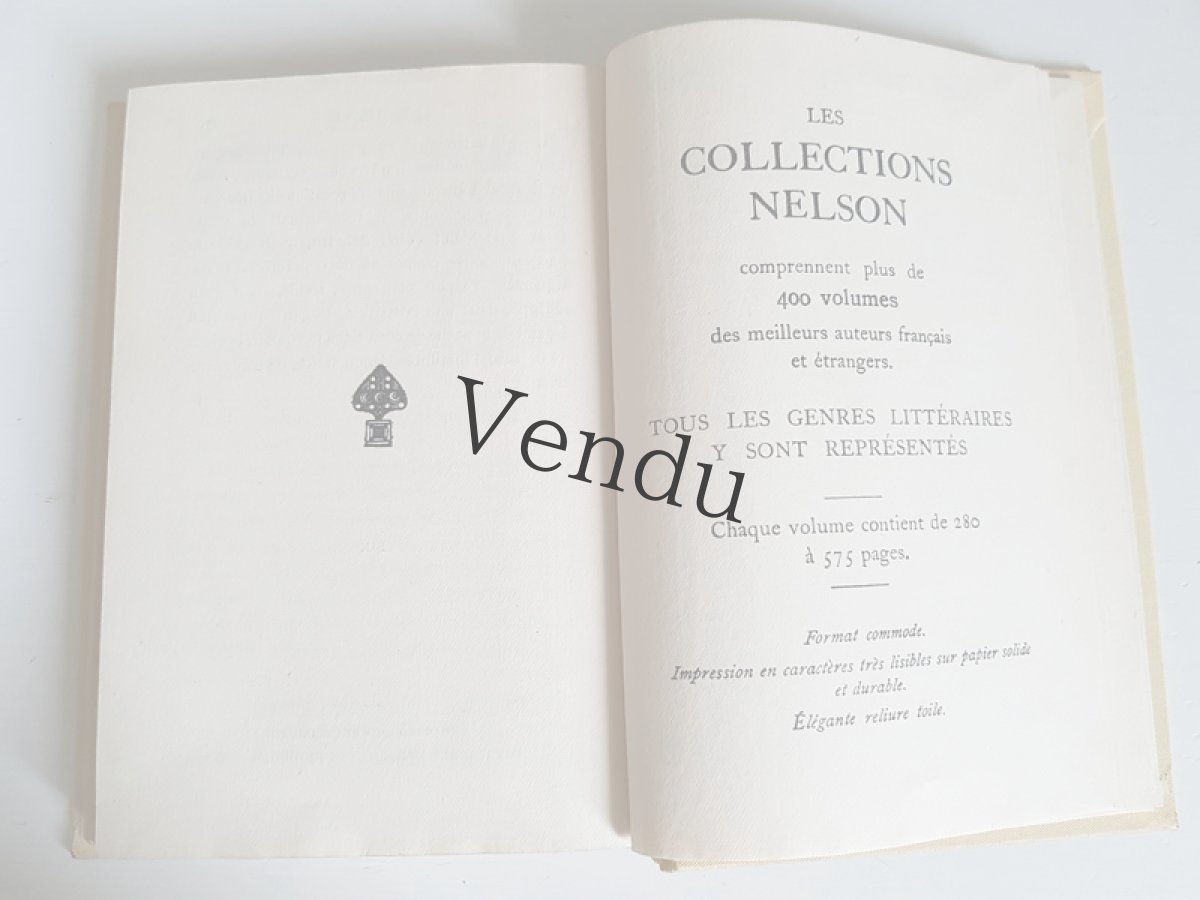 LES
COLLECTIONS
NELSON
comprennent plus de
400 volumes
des meilleurs auteurs français
et étrangers.
TOUS LES GENRES LITTÉRAIRES
Y SONT REPRÉSENTÉS
Vendu
Chaque volume contient de 280
à 575 pages.
Format commode.
Impression en caractères très lisibles sur papier solide
et durable.
Élégante reliure toile.